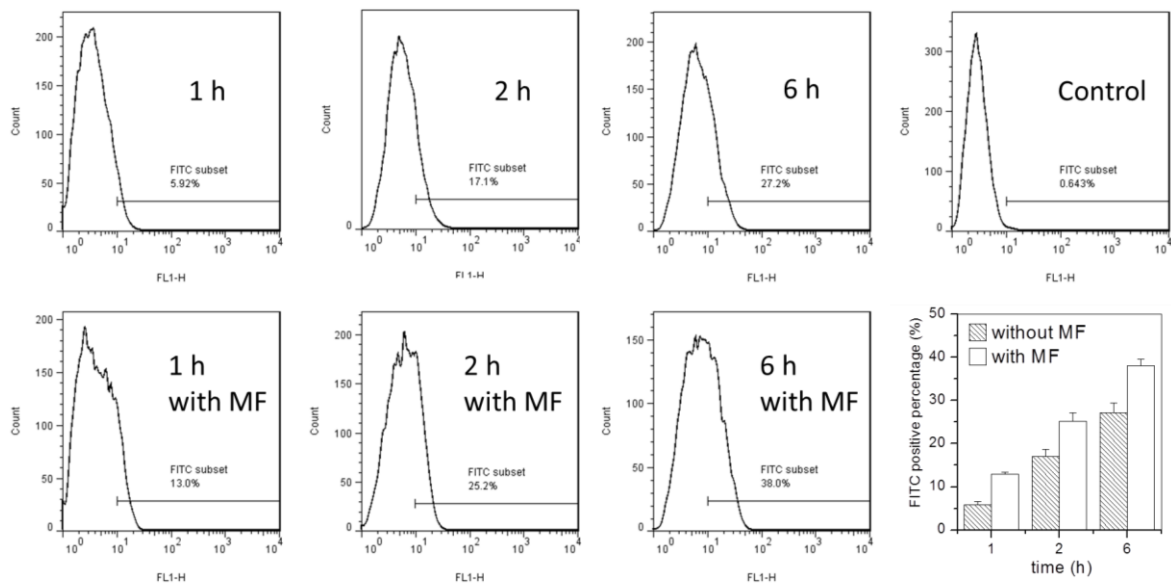 200
150
100
50
0
Count
1 h
FITC subset
5.92%
10^0 10^1 10^2 10^3 10^4
FL1-H
0
Count
2 h
FITC subset
17.1%
10^0 10^1 10^2 10^3 10^4
FL1-H
200
150
100
50
0
Count
6 h
FITC subset
27.2%
10^0 10^1 10^2 10^3 10^4
FL1-H
300
200
100
0
Count
Control
FITC subset
0.643%
10^0 10^1 10^2 10^3 10^4
FL1-H
200
150
100
50
0
Count
1 h
with MF
FITC subset
13.0%
10^0 10^1 10^2 10^3 10^4
FL1-H
200
150
100
50
0
Count
2 h
with MF
FITC subset
25.2%
10^0 10^1 10^2 10^3 10^4
FL1-H
150
100
50
0
Count
6 h
with MF
FITC subset
38.0%
10^0 10^1 10^2 10^3 10^4
FL1-H
50
40
30
20
10
0
FITC positive percentage (%)
without MF
with MF
1 2 6
time (h)